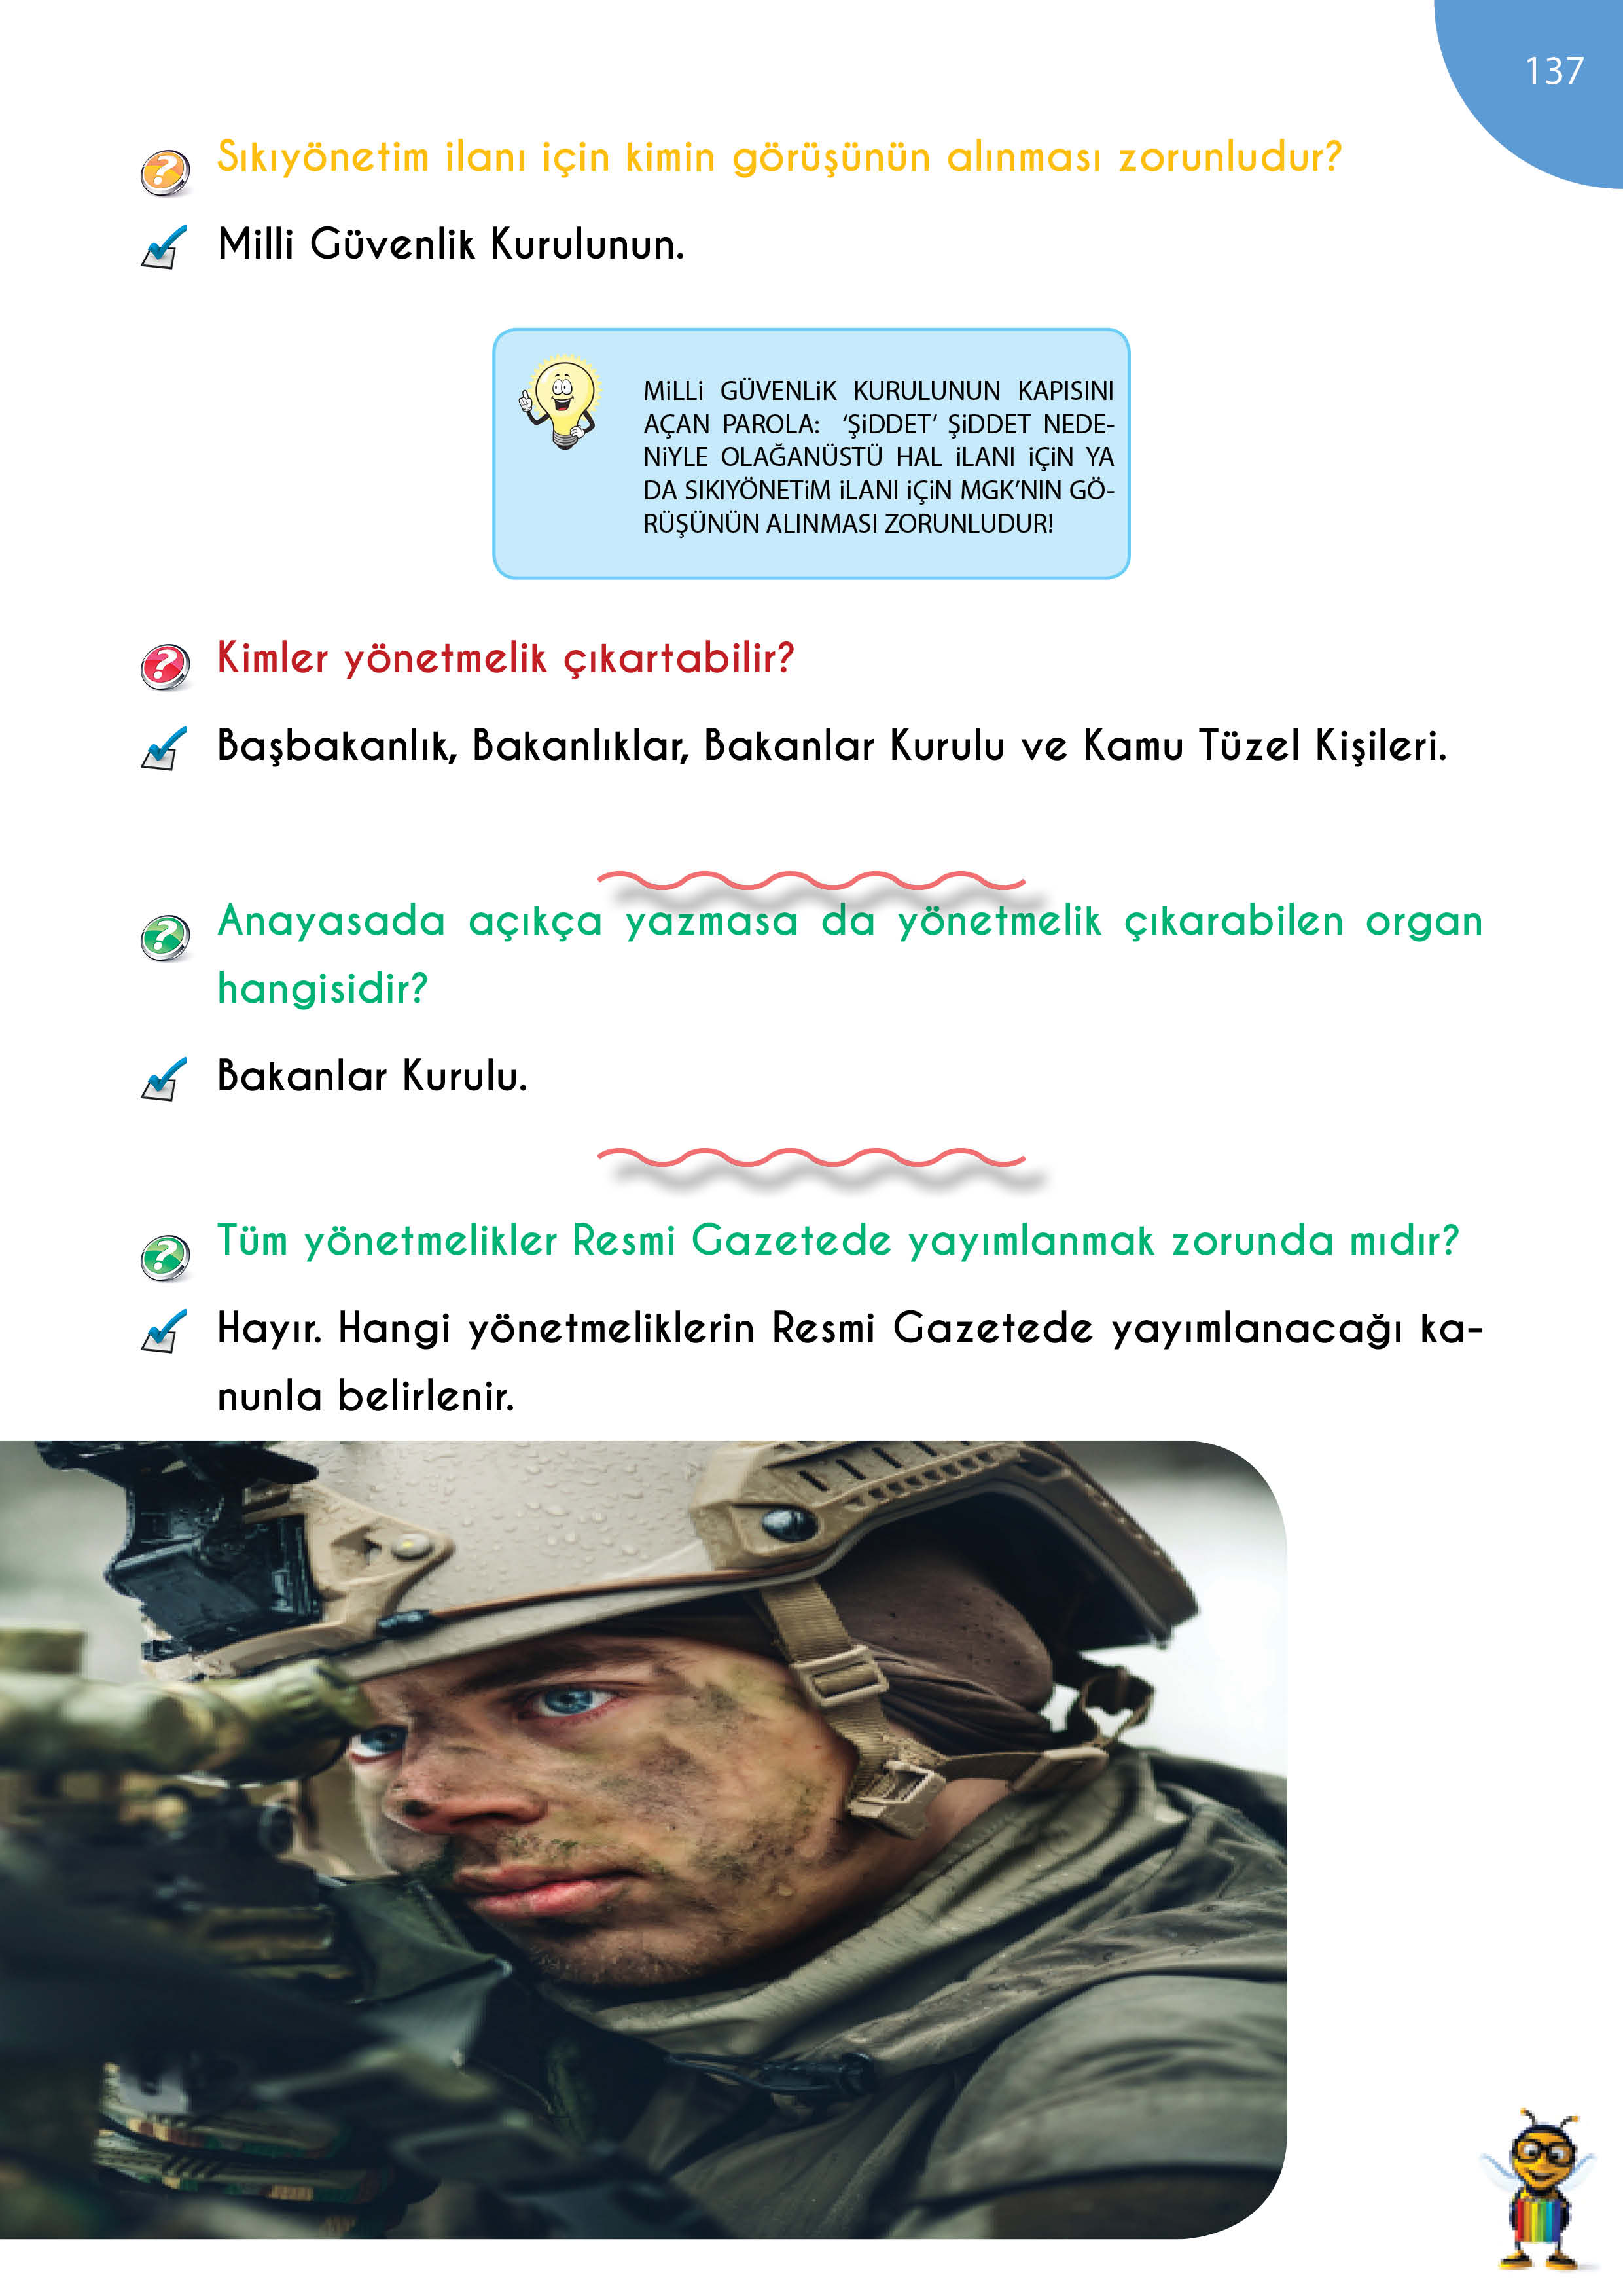 137
Sıkıyönetim ilanı için kimin görüşünün alınması zorunludur?
Milli Güvenlik Kurulunun.
MiLLi GÜVENLiK KURULUNUN KAPISINI
AÇAN PAROLA: ‘ŞiDDET’ ŞiDDET NEDE-
NiYLE OLAĞANÜSTÜ HAL iLANI iÇiN YA
DA SIKIYÖNETiM iLANI iÇiN MGK’NIN GÖ-
RÜŞÜNÜN ALINMASI ZORUNLUDUR!
Kimler yönetmelik çıkartabilir?
Başbakanlık, Bakanlıklar, Bakanlar Kurulu ve Kamu Tüzel Kişileri.
Anayasada açıkça yazmasa da yönetmelik çıkarabilen organ
hangisidir?
Bakanlar Kurulu.
Tüm yönetmelikler Resmi Gazetede yayımlanmak zorunda mıdır?
Hayır. Hangi yönetmeliklerin Resmi Gazetede yayımlanacağı ka-
nunla belirlenir.